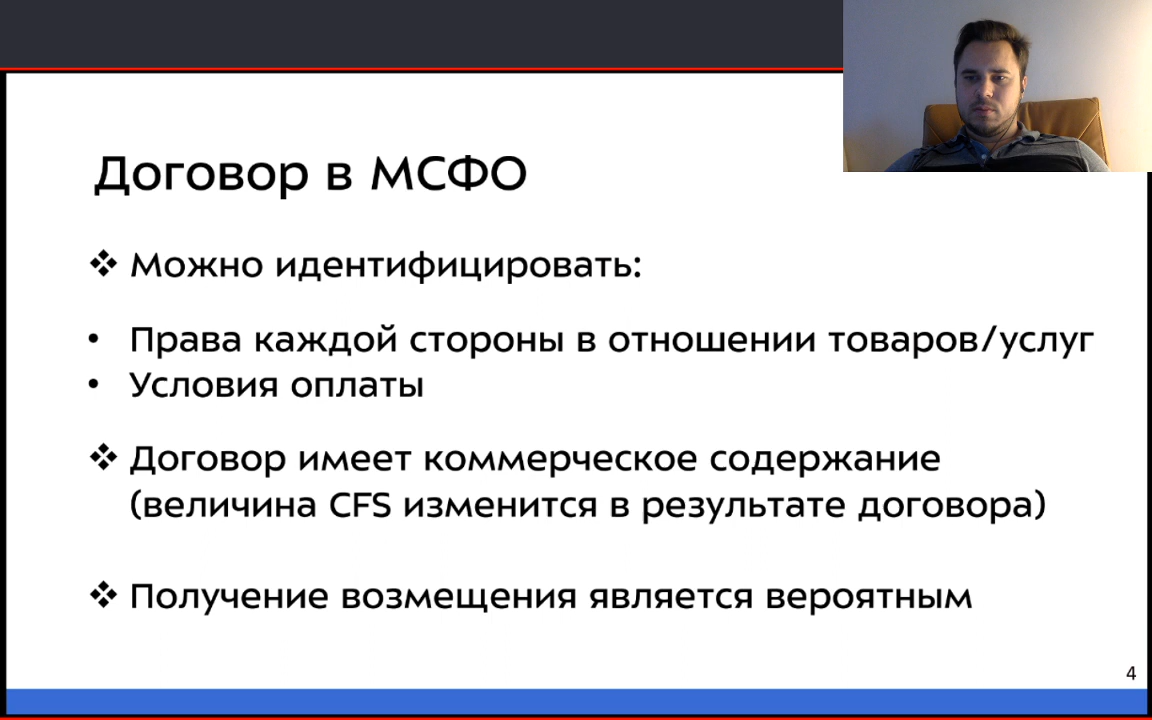 Договор в МСФО
❖ Можно идентифицировать:
• Права каждой стороны в отношении товаров/услуг
• Условия оплаты
❖ Договор имеет коммерческое содержание
(величина CFS изменится в результате договора)
❖ Получение возмещения является вероятным
4